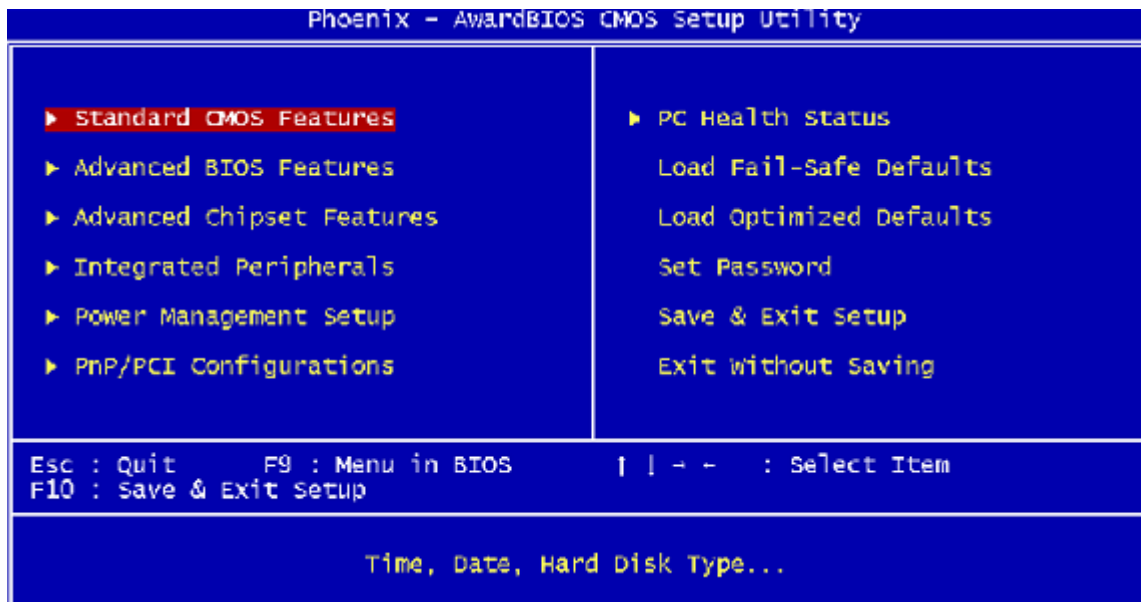 Phoenix - AwardBIOS CMOS Setup Utility
▶ Standard CMOS Features
▶ Advanced BIOS Features
▶ Advanced Chipset Features
▶ Integrated Peripherals
▶ Power Management Setup
▶ PnP/PCI Configurations
▶ PC Health Status
Load Fail-Safe Defaults
Load Optimized Defaults
Set Password
Save & Exit Setup
Exit Without Saving
Esc : Quit F9 : Menu in BIOS ↑ ↓ → ← : Select Item
F10 : Save & Exit Setup
Time, Date, Hard Disk Type...